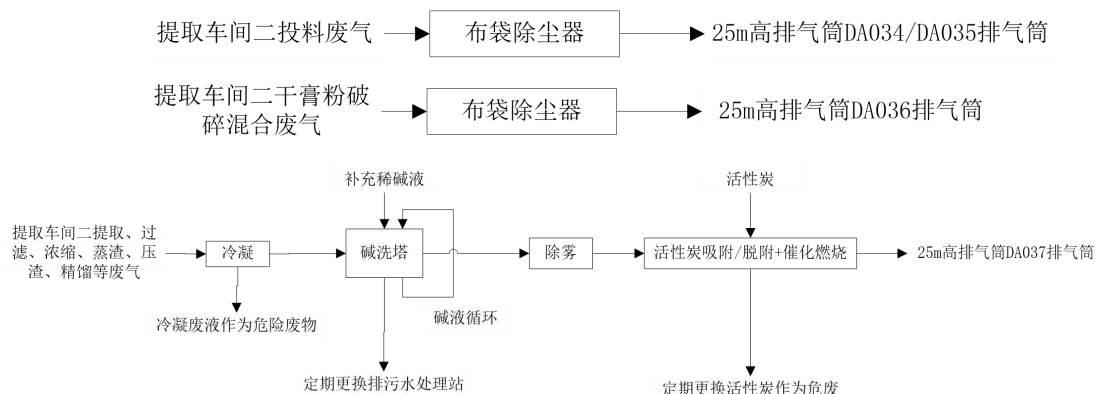 提取车间二投料废气
布袋除尘器
25m高排气筒DA034/DA035排气筒
提取车间二干膏粉破
碎混合废气
布袋除尘器
25m高排气筒DA036排气筒
补充稀碱液
活性炭
提取车间二提取、过
滤、浓缩、蒸渣、压
渣、精馏等废气
冷凝
碱洗塔
除雾
活性炭吸附/脱附+催化燃烧
25m高排气筒DA037排气筒
冷凝废液作为危险废物
碱液循环
定期更换排污水处理站
定期更换活性炭作为危废